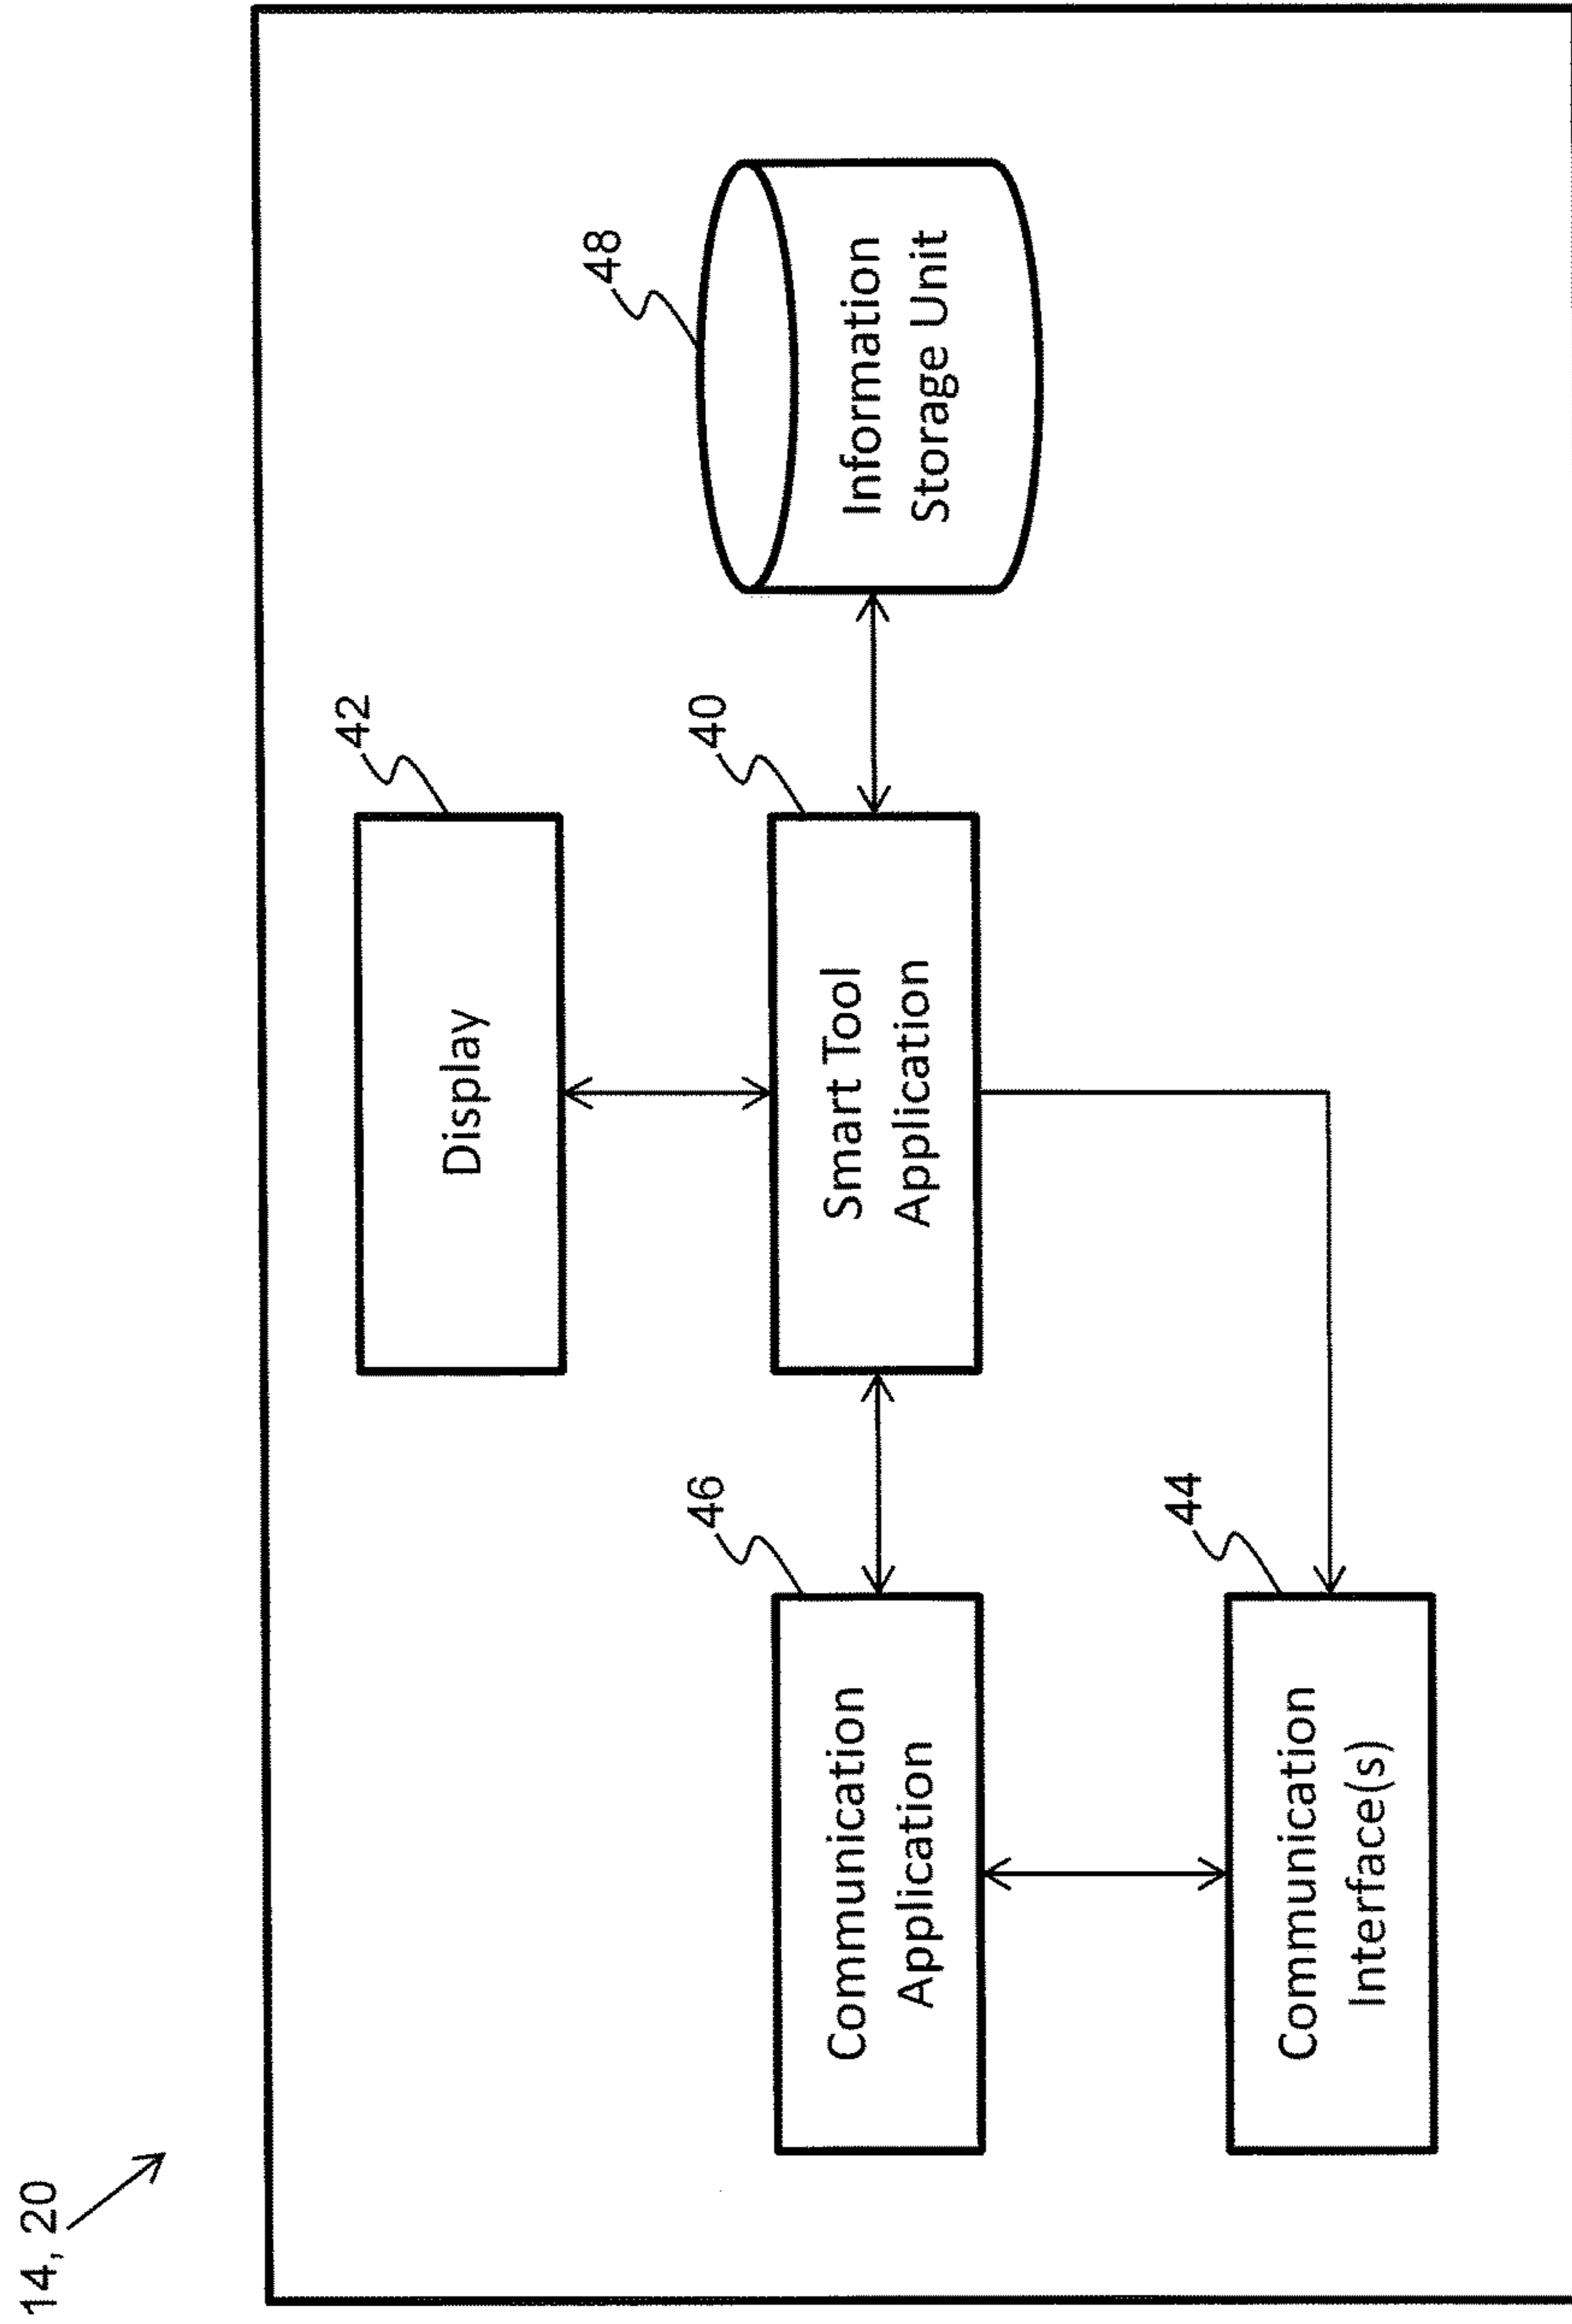 14, 20
42
Display
48
Information
Storage Unit
40
Smart Tool
Application
46
Communication
Application
44
Communication
Interface(s)